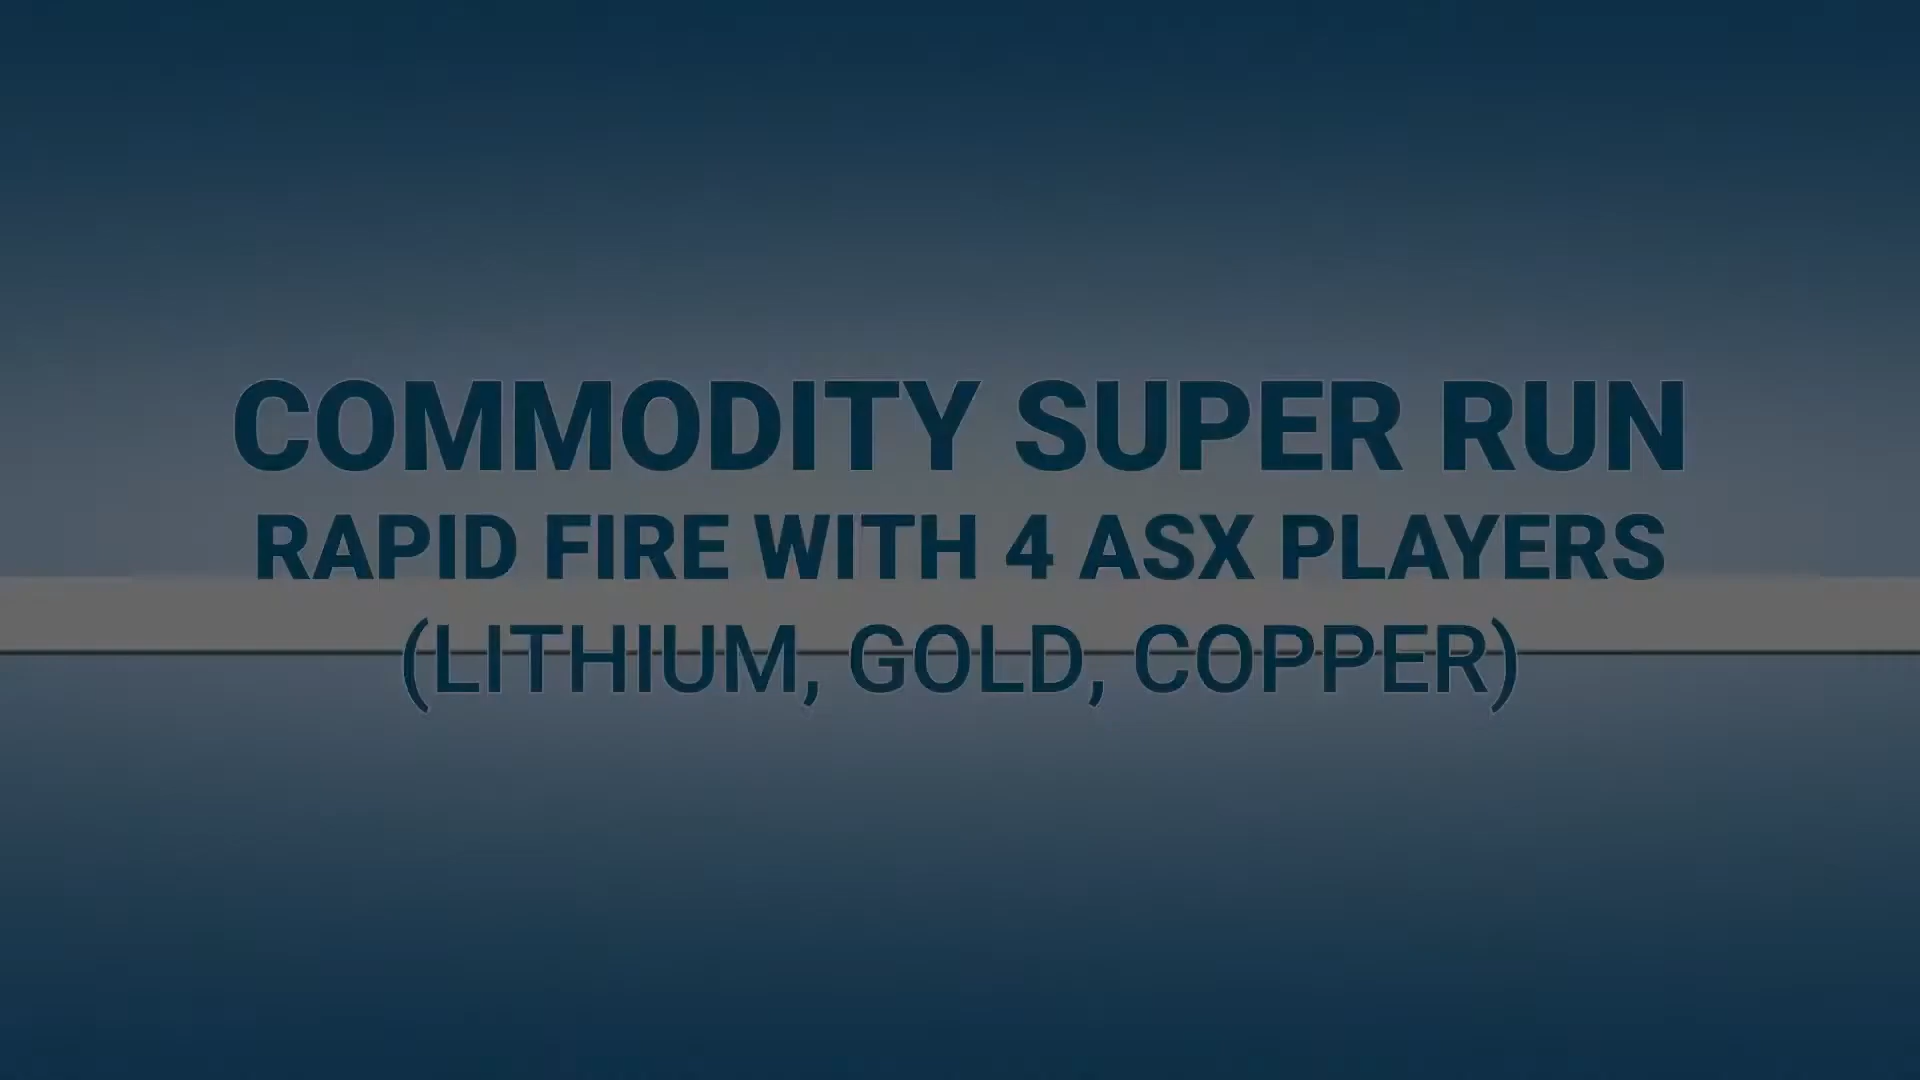 COMMODITY SUPER RUN
RAPID FIRE WITH 4 ASX PLAYERS
(LITHIUM, GOLD, COPPER)